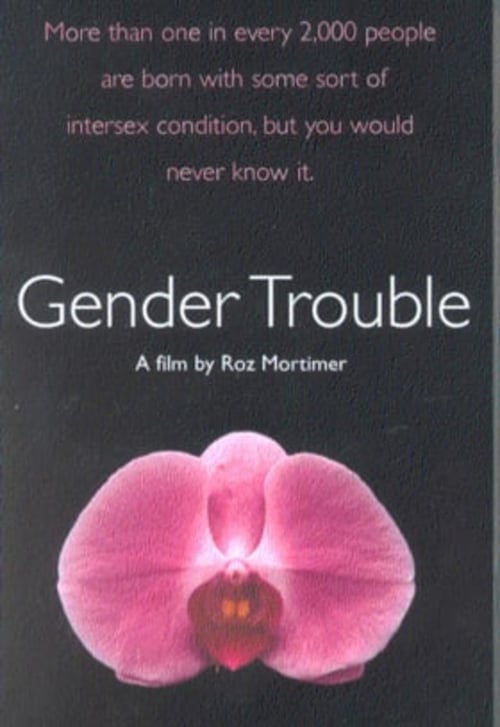 More than one in every 2,000 people
are born with some sort of
intersex condition, but you would
never know it.
Gender Trouble
A film by Roz Mortimer